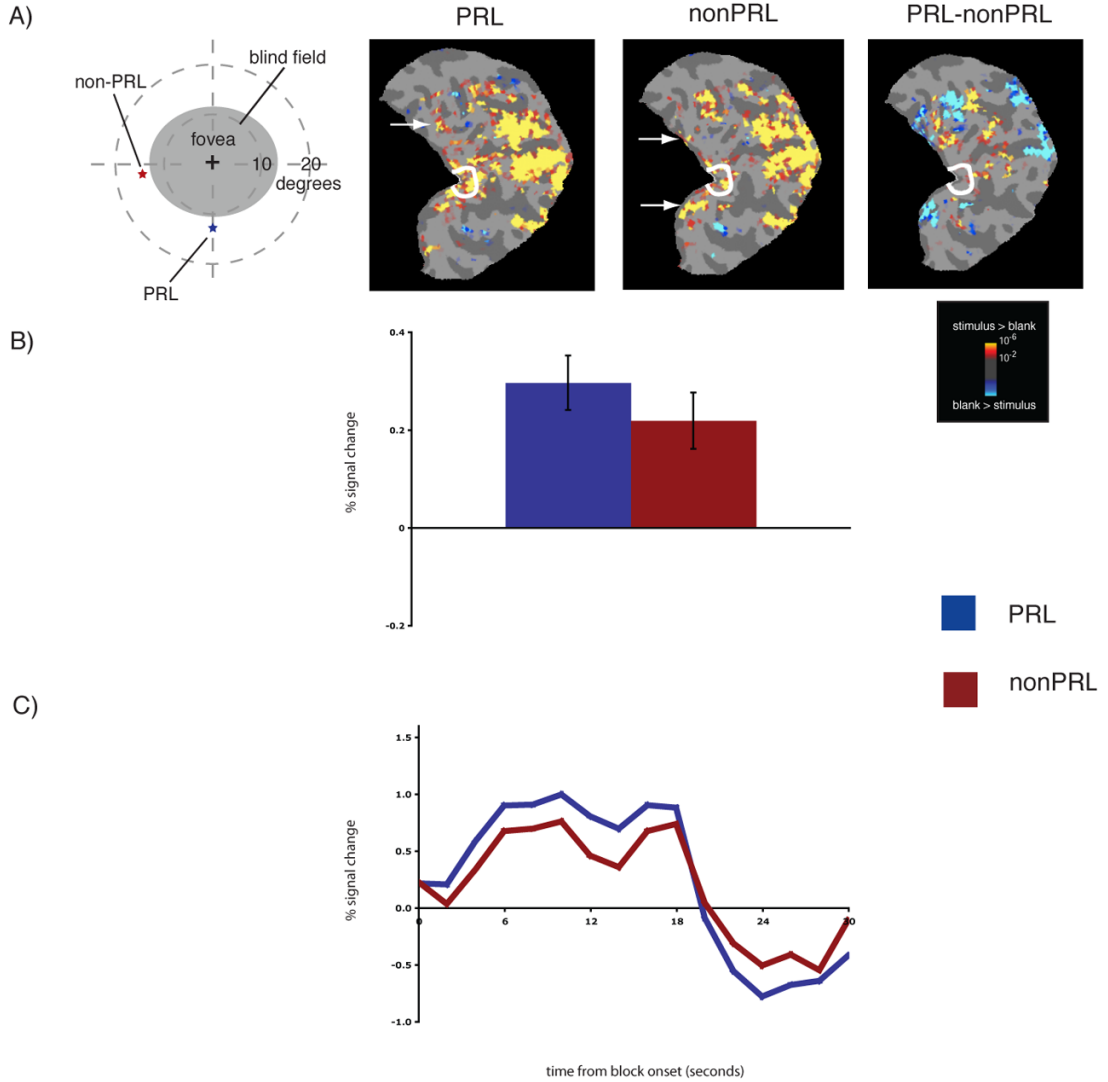 A)
PRL
nonPRL
PRL-nonPRL
blind field
non-PRL
fovea
+
10
20
degrees
PRL
stimulus > blank
10-6
10-2
blank > stimulus
B)
0.4
0.2
0
-0.2
% signal change
PRL
nonPRL
C)
1.5
1.0
0.5
0.0
-0.5
-1.0
% signal change
0
6
12
18
24
30
time from block onset (seconds)